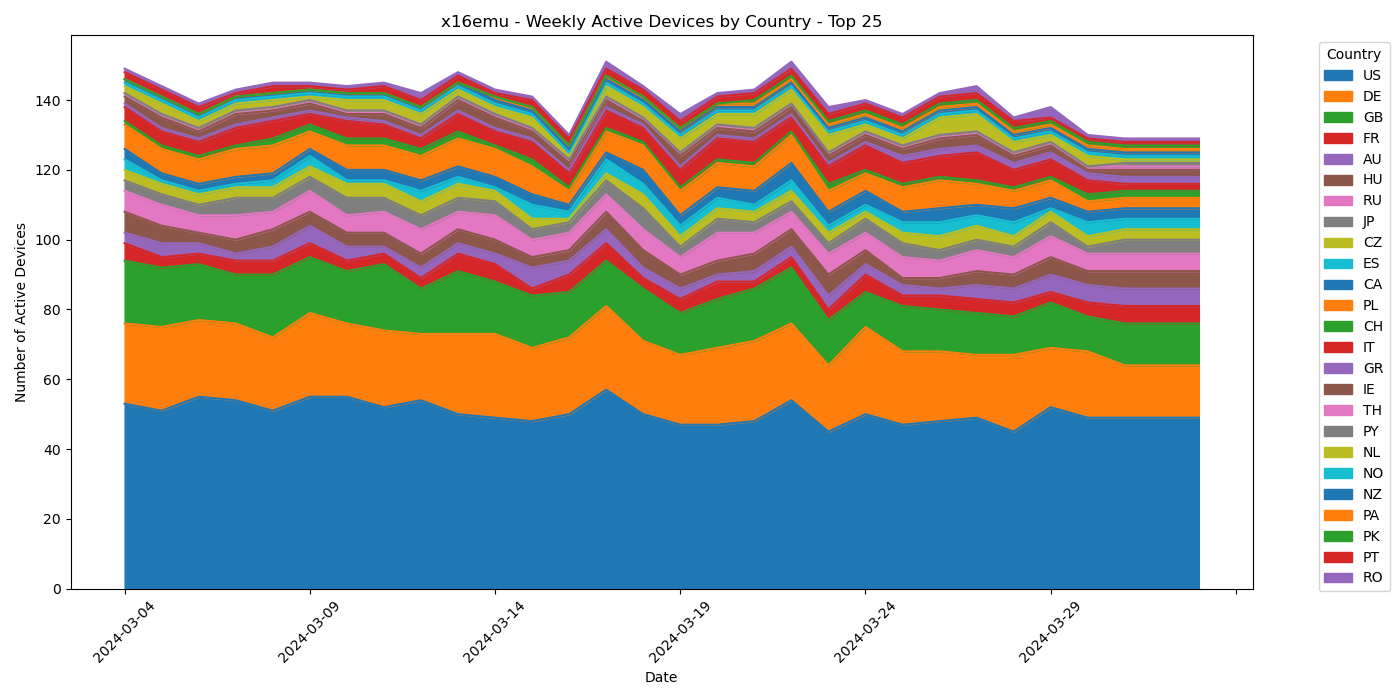 x16emu - Weekly Active Devices by Country - Top 25
Number of Active Devices
140
120
100
80
60
40
20
0
2024-03-04
2024-03-09
2024-03-14
2024-03-19
2024-03-24
2024-03-29
Date
Country
US
DE
GB
FR
AU
HU
RU
JP
CZ
ES
CA
PL
CH
IT
GR
IE
TH
PY
NL
NO
NZ
PA
PK
PT
RO